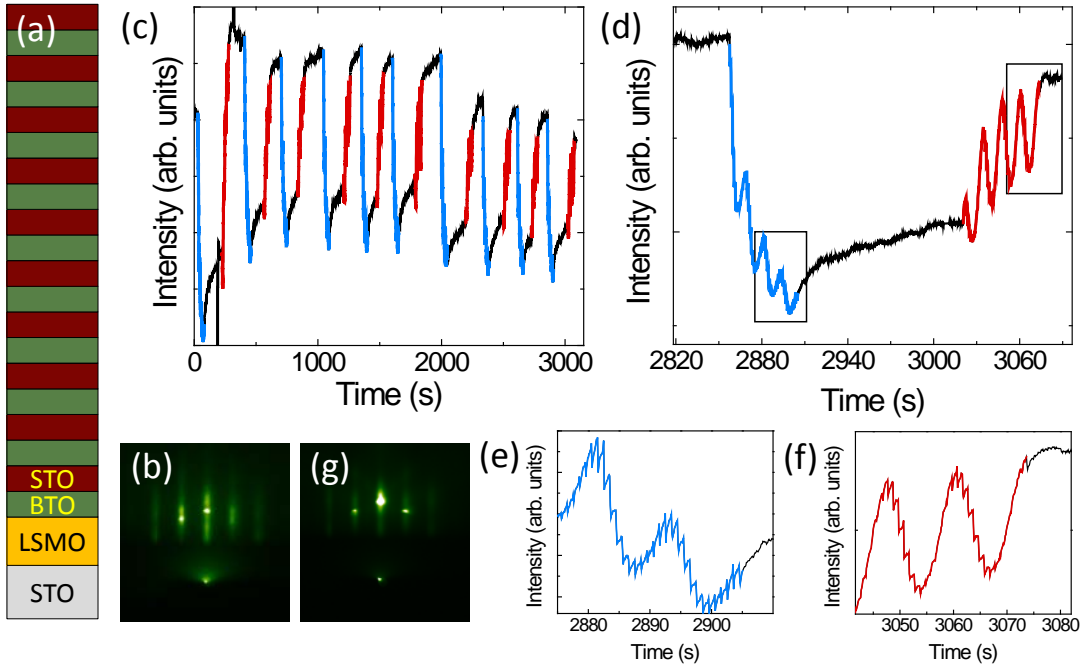 (a)
STO
BTO
LSMO
STO
(c)
Intensity (arb. units)
0 1000 2000 3000
Time (s)
(d)
Intensity (arb. units)
2820 2880 2940 3000 3060
Time (s)
(b)
(g)
(e)
Intensity (arb. units)
2880 2890 2900
Time (s)
(f)
Intensity (arb. units)
3050 3060 3070 3080
Time (s)